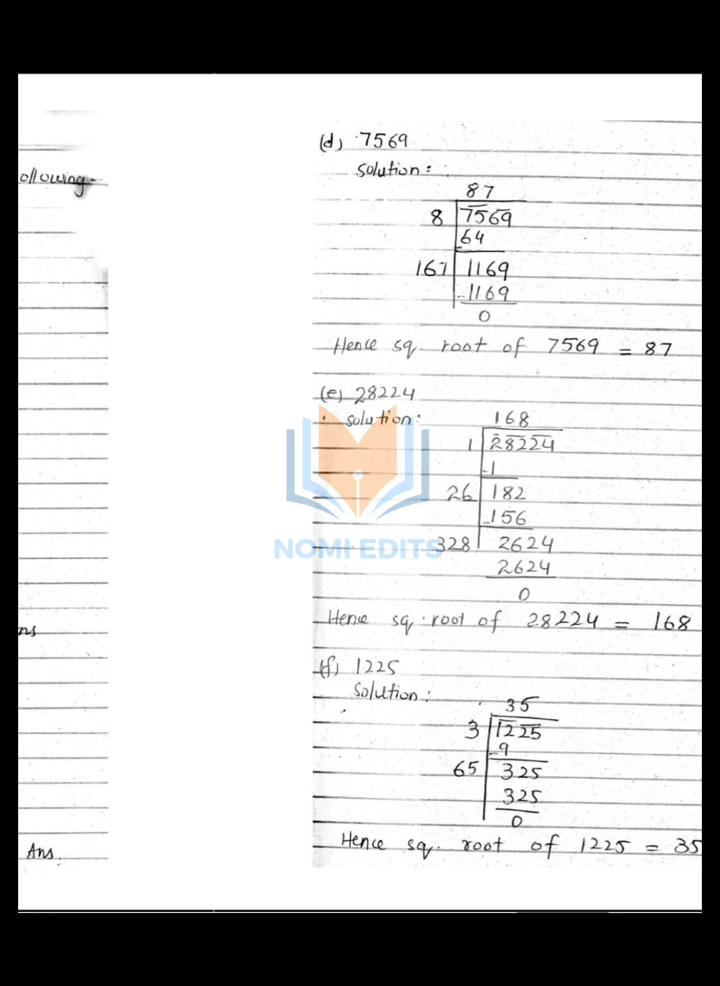 ollowing-
ns
Ans.
(d) 7569
Solution:
87
8 7569
64
167 1169
-1169
0
Hence sq. root of 7569 = 87
(e) 28224
solution:
168
1 28224
-1
26 182
-156
328 2624
2624
0
NOMI EDITS
Hence sq. root of 28224 = 168
(f) 1225
Solution:
35
3 1225
-9
65 325
325
0
Hence sq. root of 1225 = 35